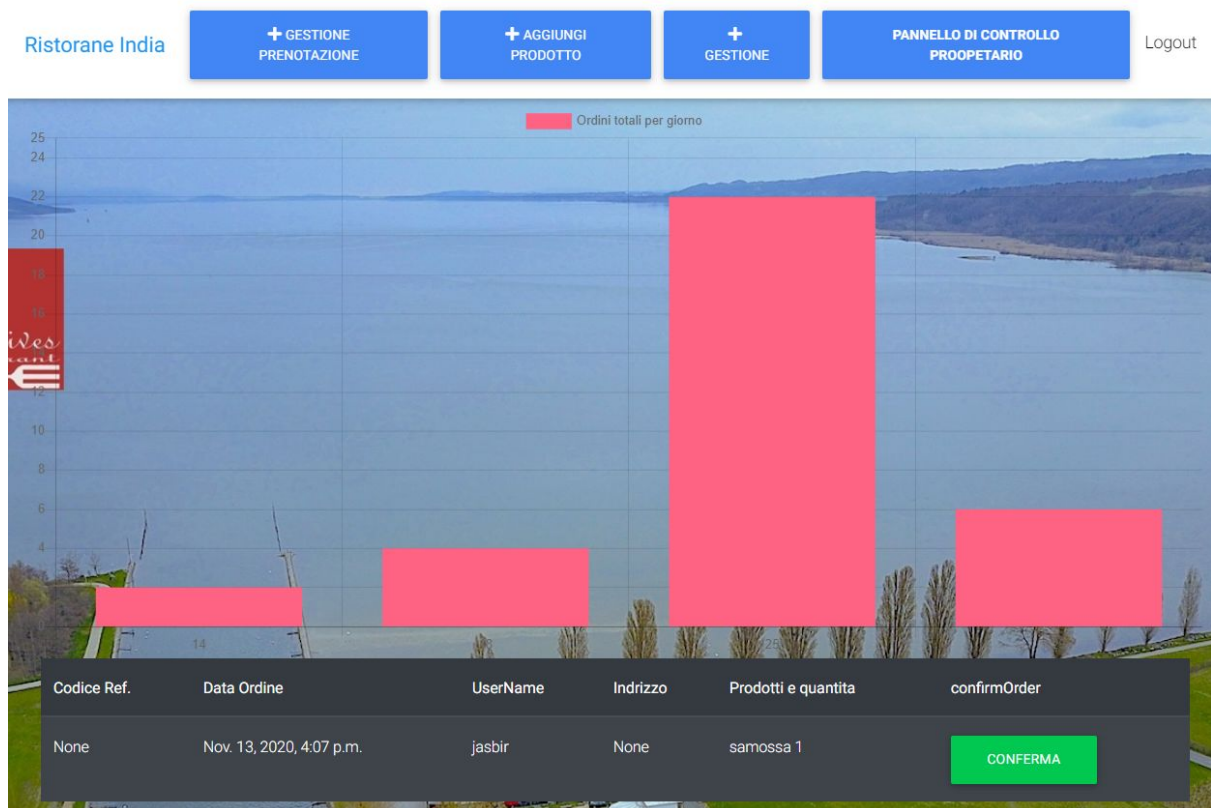 Ristorane India
+ GESTIONE
PRENOTAZIONE
+ AGGIUNGI
PRODOTTO
+
GESTIONE
PANNELLO DI CONTROLLO
PROOPETARIO
Logout
Ordini totali per giorno
25
24
22
20
18
16
12
10
8
6
4
ives
14
25
Codice Ref. Data Ordine UserName Indrizzo Prodotti e quantita confirmOrder
None Nov. 13, 2020, 4:07 p.m. jasbir None samossa 1 CONFERMA